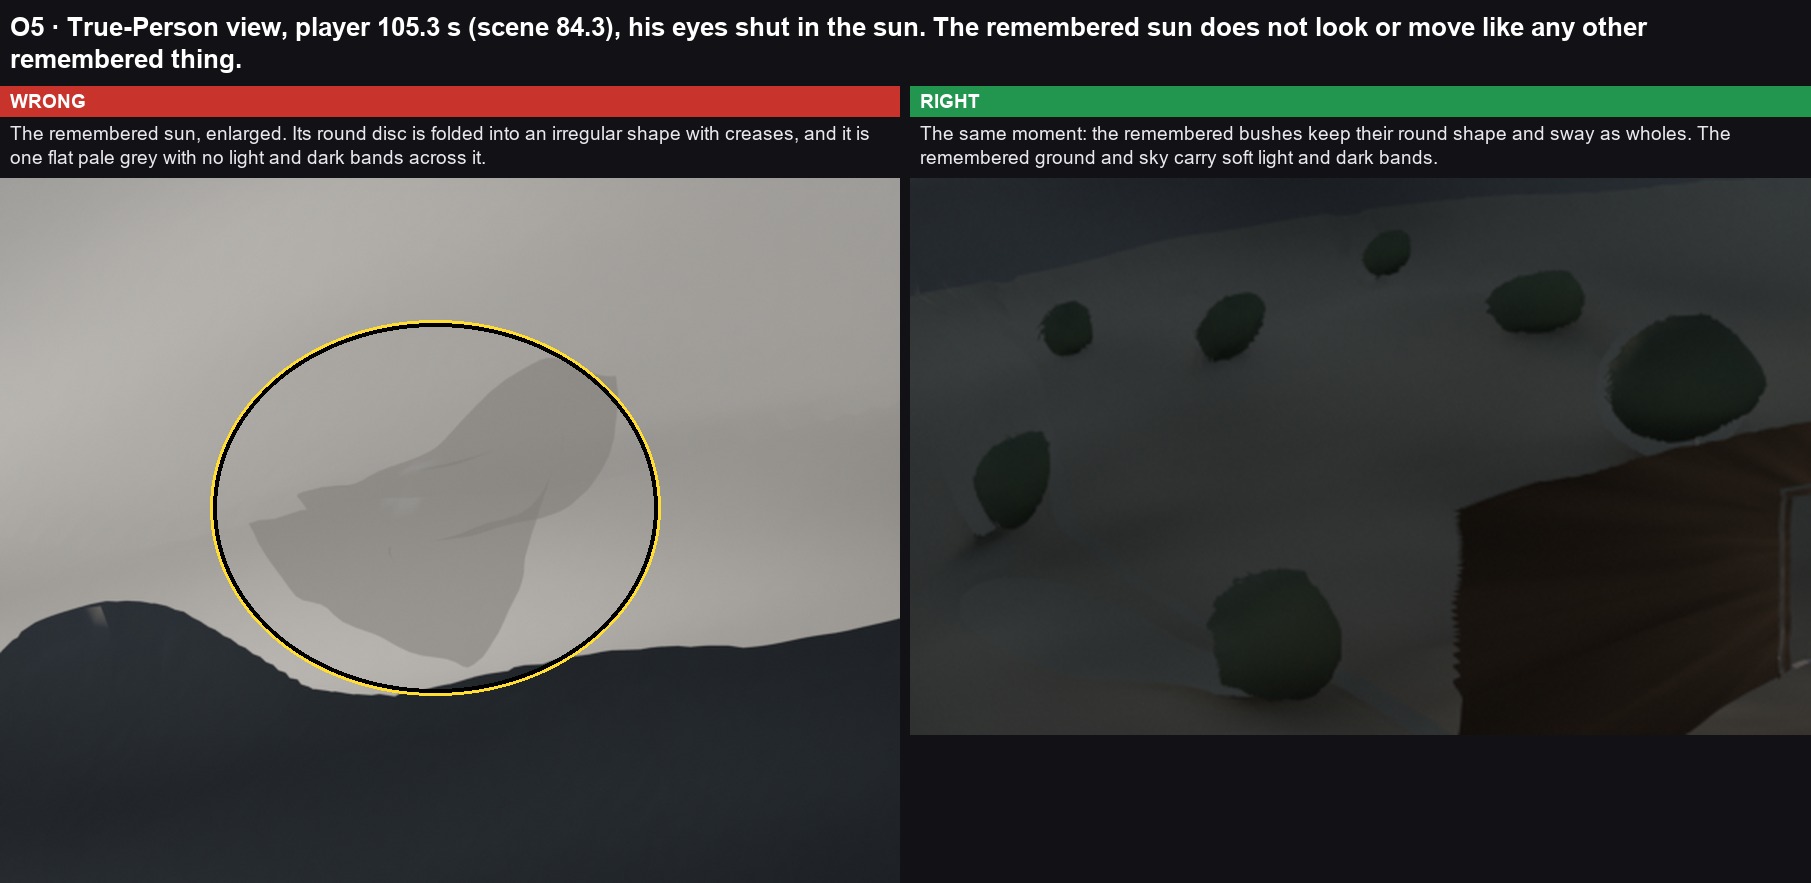 O5 · True-Person view, player 105.3 s (scene 84.3), his eyes shut in the sun. The remembered sun does not look or move like any other
remembered thing.
WRONG
The remembered sun, enlarged. Its round disc is folded into an irregular shape with creases, and it is
one flat pale grey with no light and dark bands across it.
RIGHT
The same moment: the remembered bushes keep their round shape and sway as wholes. The
remembered ground and sky carry soft light and dark bands.